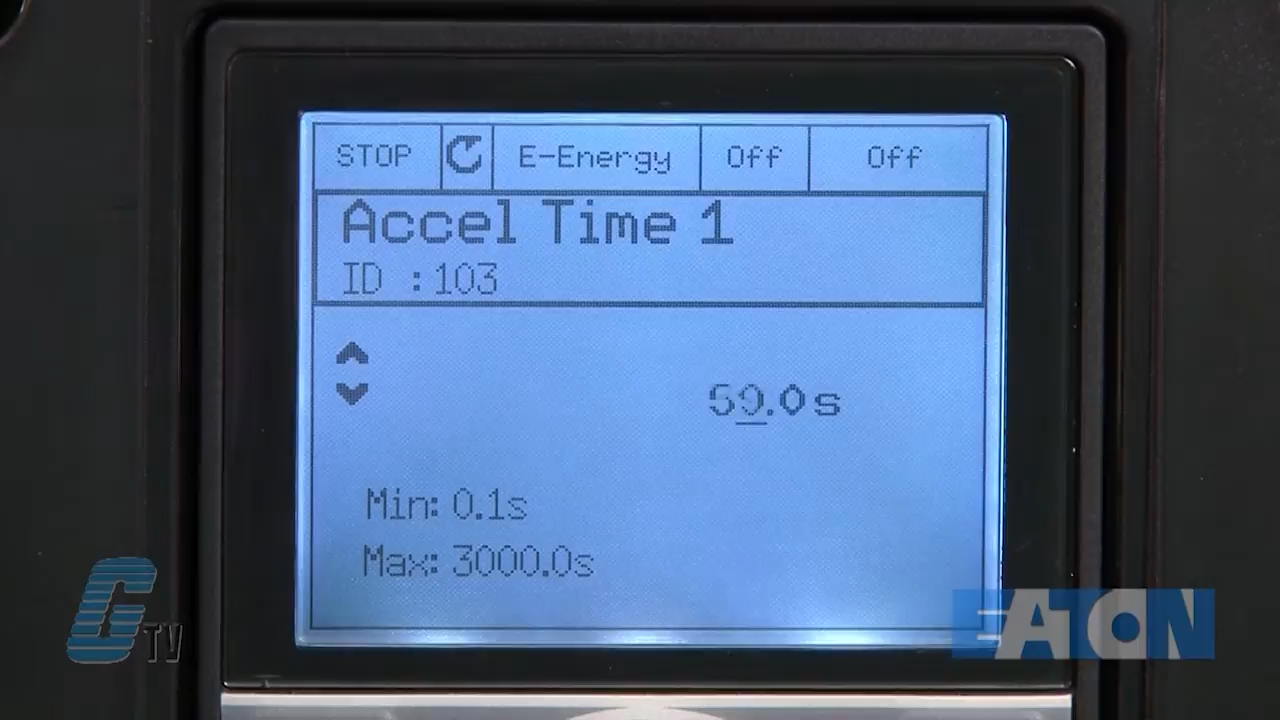 STOP E-Energy Off Off
Accel Time 1
ID :103
59.0s
Min: 0.1s
Max: 3000.0s
G TV
EATON